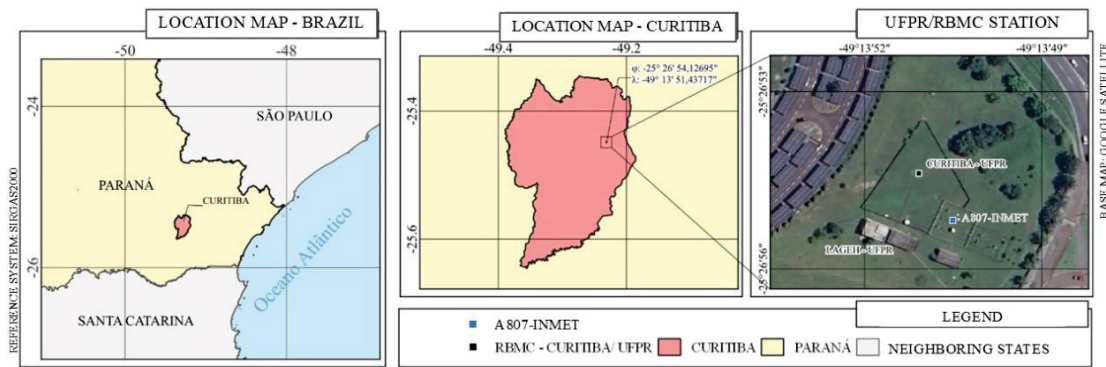 LOCATION MAP - BRAZIL
-50
-48
-24
-26
SÃO PAULO
PARANÁ
CURITIBA
Oceano Atlântico
SANTA CATARINA
REFERENCE SYSTEM: SIRGAS2000
LOCATION MAP - CURITIBA
-49.4
-49.2
φ: -25° 26' 54,12695"
λ: -49° 13' 51,43717"
-25.4
-25.6
UFPR/RBMC STATION
-49°13'52"
-49°13'49"
-25°26'53"
-25°26'56"
CURITIBA - UFPR
A807-INMET
LAGEH - UFPR
BASE MAP: GOOGLE SATELLITE
LEGEND
A807-INMET
RBMC - CURITIBA/ UFPR
CURITIBA
PARANÁ
NEIGHBORING STATES